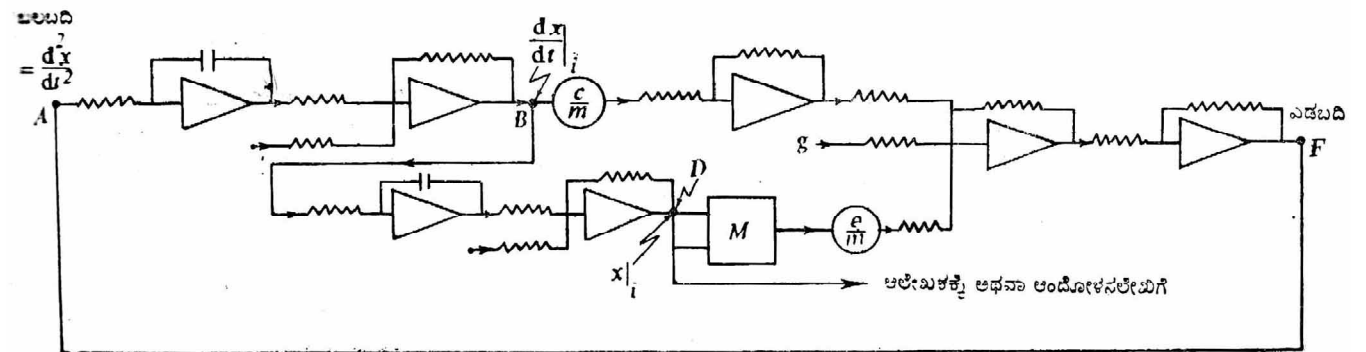 ಬಲಬದಿ
= d²x/dt²
A
dx/dt|i
B
c/m
g
ಎಡಬದಿ
F
D
M
e/m
x|i
ಆಲೇಖಕಕ್ಕೆ ಅಥವಾ ಆಂದೋಳನಲೇಖಿಗೆ